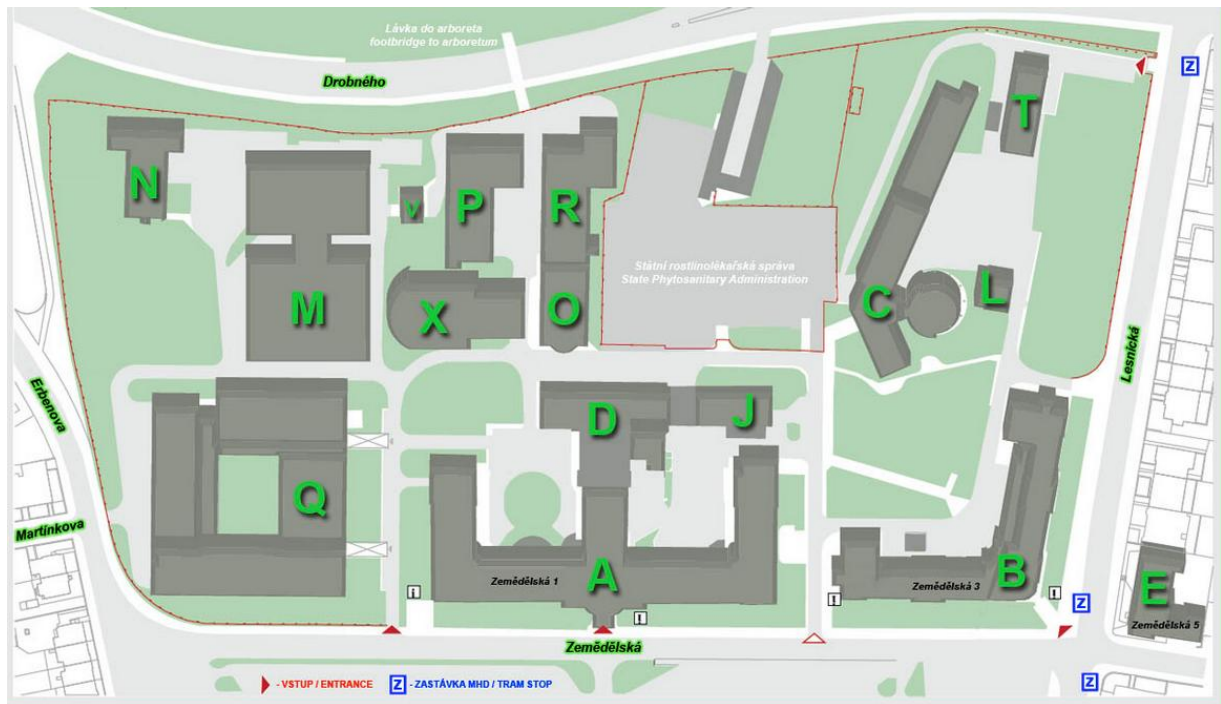 Lávka do arboreta
footbridge to arboretum
Drobného
Z
T
N
V
P
R
Státní rostlinolékařská správa
State Phytosanitary Administration
M
X
O
C
L
Lesnická
Erbenova
D
J
Q
Martínkova
Zemědělská 1
A
Zemědělská 3
B
E
Zemědělská 5
i
i
i
i
Z
Zemědělská
- VSTUP / ENTRANCE
Z - ZASTÁVKA MHD / TRAM STOP
Z